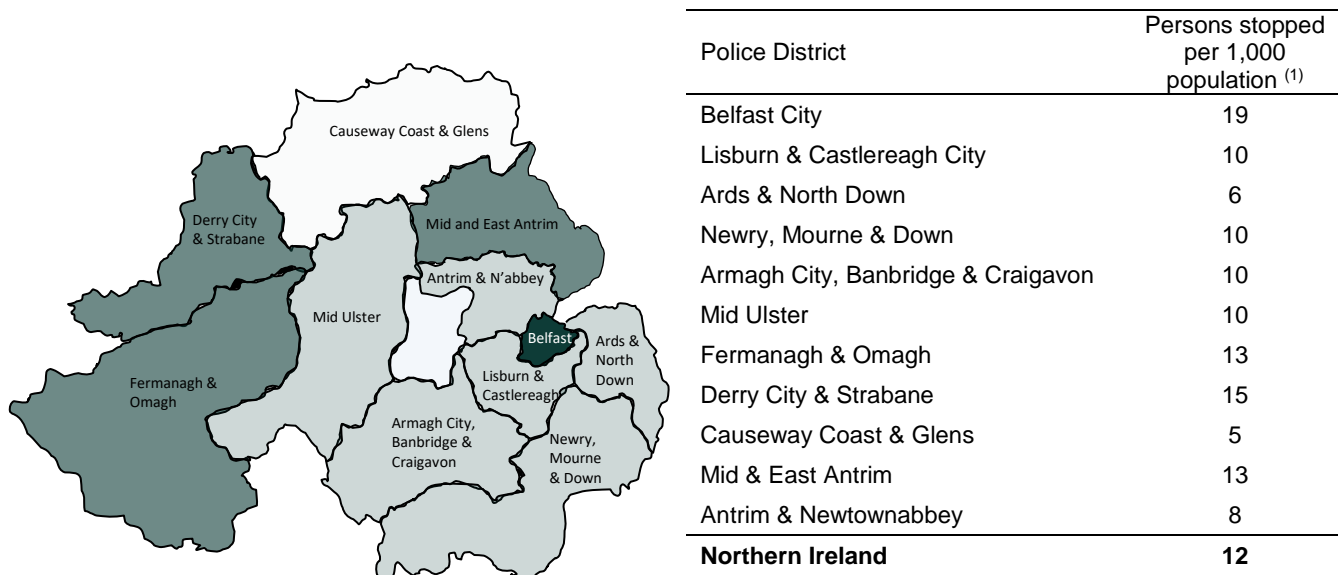 Causeway Coast & Glens
Derry City
& Strabane
Mid and East Antrim
Antrim & N’abbey
Mid Ulster
Belfast
Ards &
North
Down
Fermanagh &
Omagh
Lisburn &
Castlereagh
Armagh City,
Banbridge &
Craigavon
Newry,
Mourne
& Down
Police District
Persons stopped
per 1,000
population (1)
Belfast City 19
Lisburn & Castlereagh City 10
Ards & North Down 6
Newry, Mourne & Down 10
Armagh City, Banbridge & Craigavon 10
Mid Ulster 10
Fermanagh & Omagh 13
Derry City & Strabane 15
Causeway Coast & Glens 5
Mid & East Antrim 13
Antrim & Newtownabbey 8
Northern Ireland 12